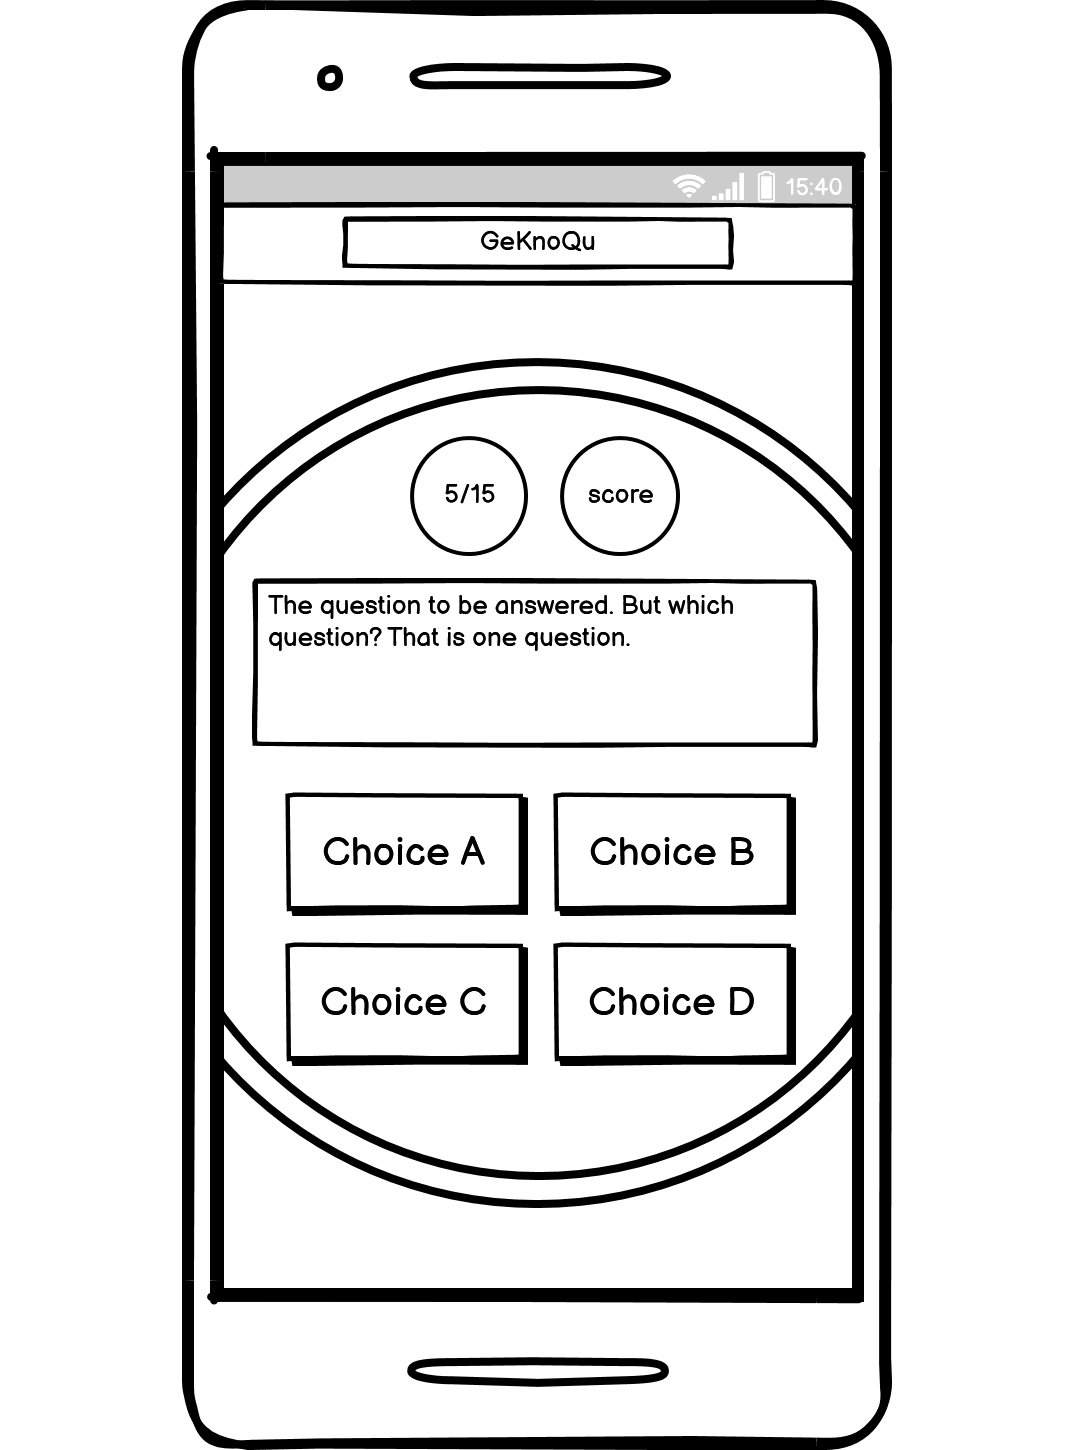 15:40
GeKnoQu
5/15
score
The question to be answered. But which
question? That is one question.
Choice A
Choice B
Choice C
Choice D